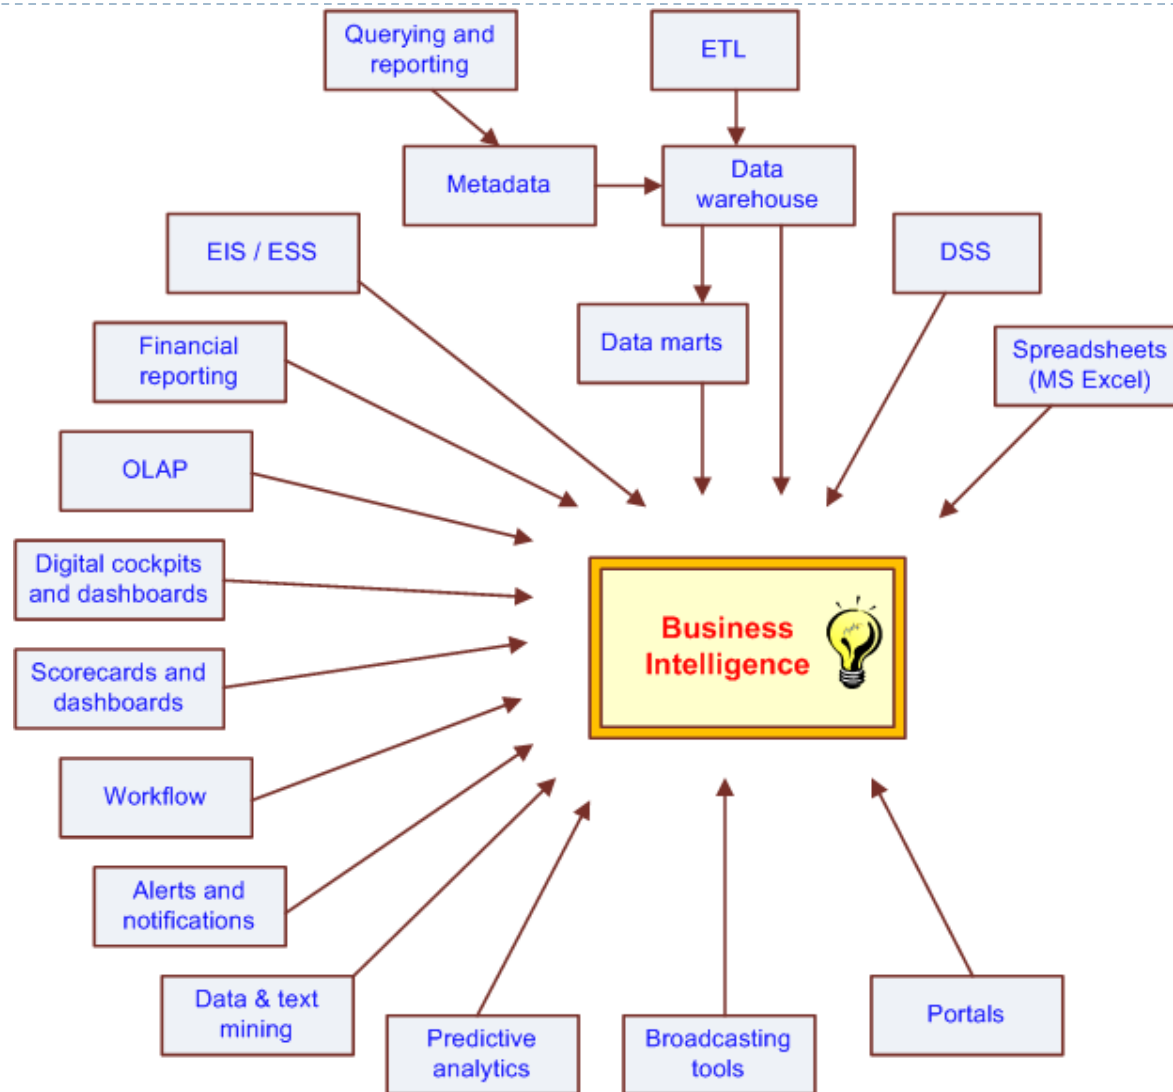 Querying and
reporting
ETL
Metadata
Data
warehouse
EIS / ESS
DSS
Financial
reporting
Data marts
Spreadsheets
(MS Excel)
OLAP
Digital cockpits
and dashboards
Business
Intelligence
Scorecards and
dashboards
Workflow
Alerts and
notifications
Data & text
mining
Predictive
analytics
Broadcasting
tools
Portals